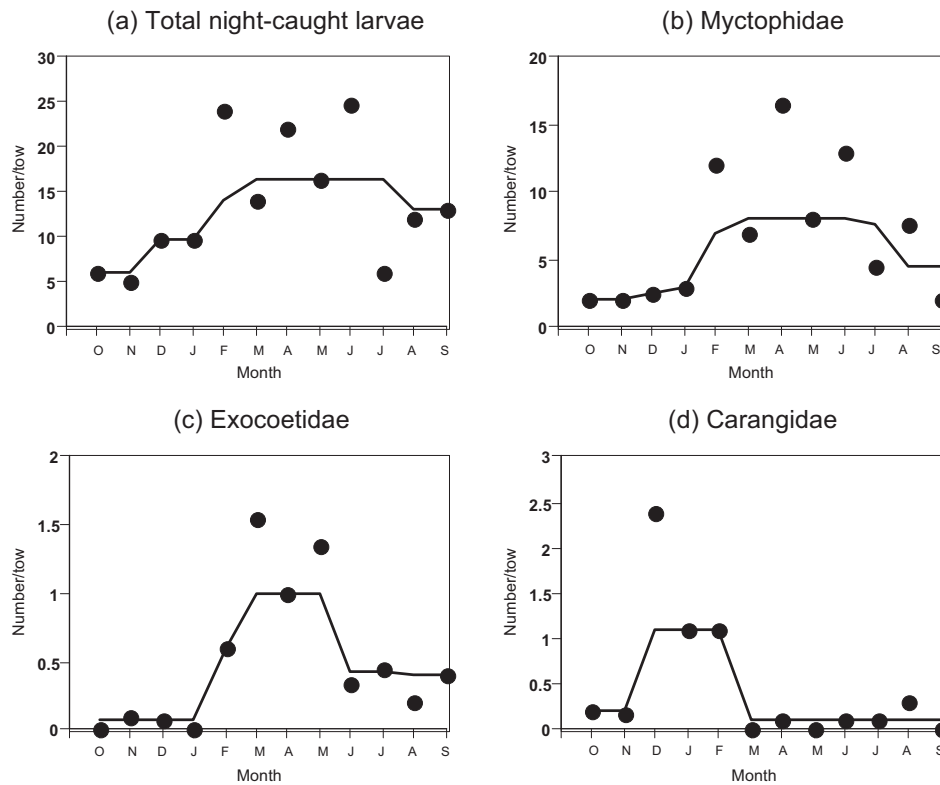 (a) Total night-caught larvae
30
25
20
15
10
5
0
Number/tow
O N D J F M A M J J A S
Month
(b) Myctophidae
20
15
10
5
0
Number/tow
O N D J F M A M J J A S
Month
(c) Exocoetidae
2
1.5
1
0.5
0
Number/tow
O N D J F M A M J J A S
Month
(d) Carangidae
3
2.5
2
1.5
1
0.5
0
Number/tow
O N D J F M A M J J A S
Month